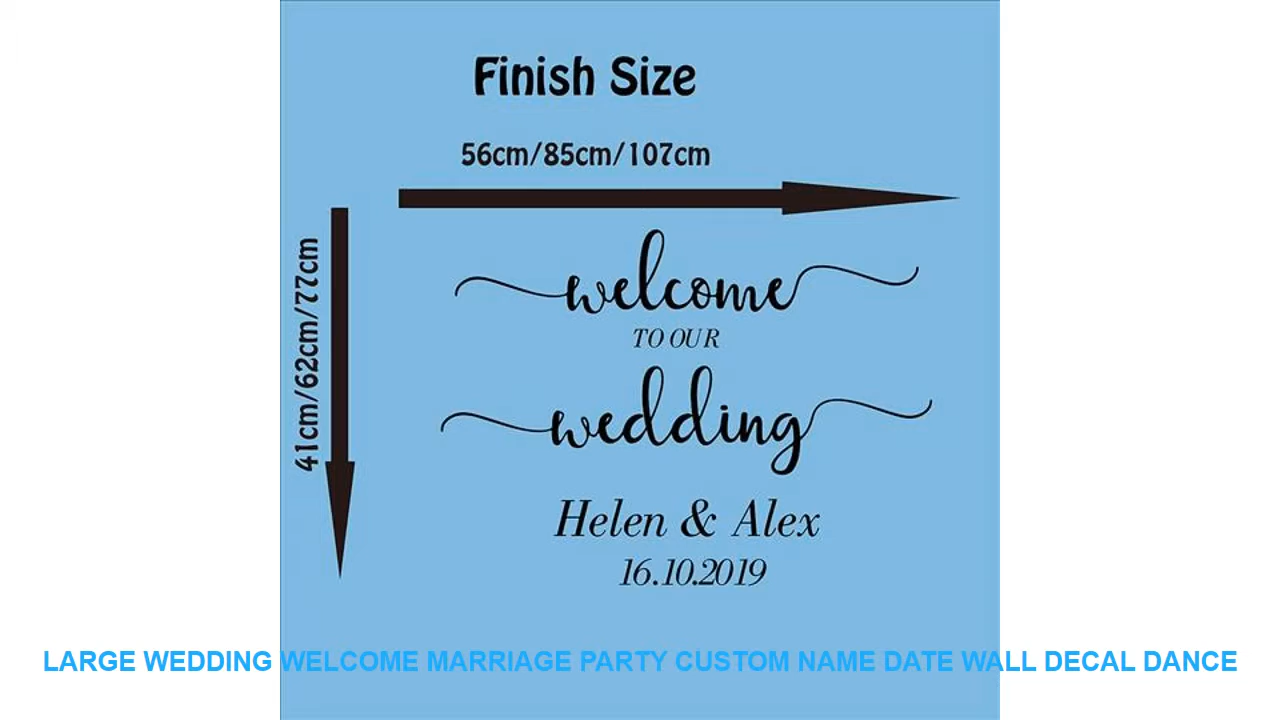 Finish Size
56cm/85cm/107cm
41cm/62cm/77cm
welcome
TO OUR
wedding
Helen & Alex
16.10.2019
LARGE WEDDING WELCOME MARRIAGE PARTY CUSTOM NAME DATE WALL DECAL DANCE